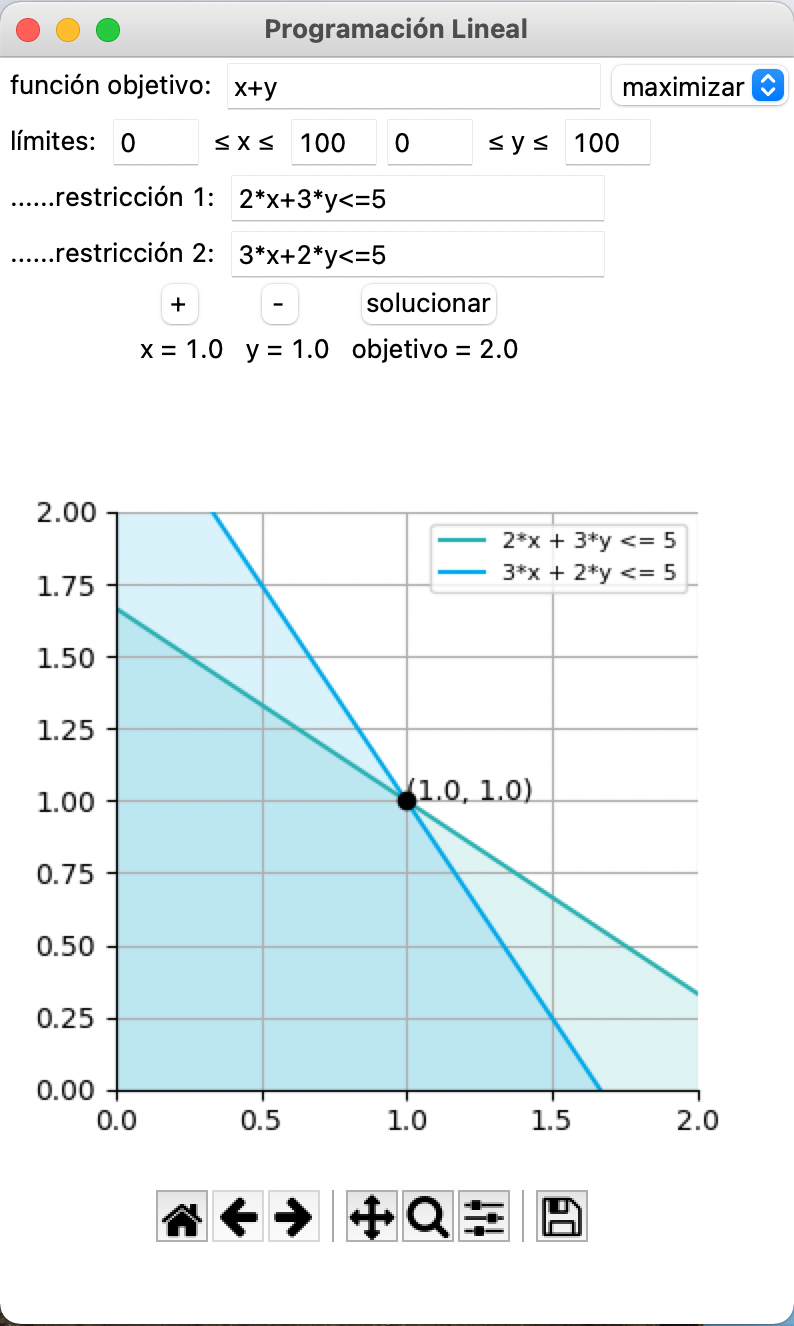 Programación Lineal
función objetivo: x+y maximizar
límites: 0 ≤ x ≤ 100 0 ≤ y ≤ 100
......restricción 1: 2*x+3*y<=5
......restricción 2: 3*x+2*y<=5
+ - solucionar
x = 1.0 y = 1.0 objetivo = 2.0
2.00
2*x + 3*y <= 5
3*x + 2*y <= 5
1.75
1.50
1.25
1.00
(1.0, 1.0)
0.75
0.50
0.25
0.00
0.0 0.5 1.0 1.5 2.0